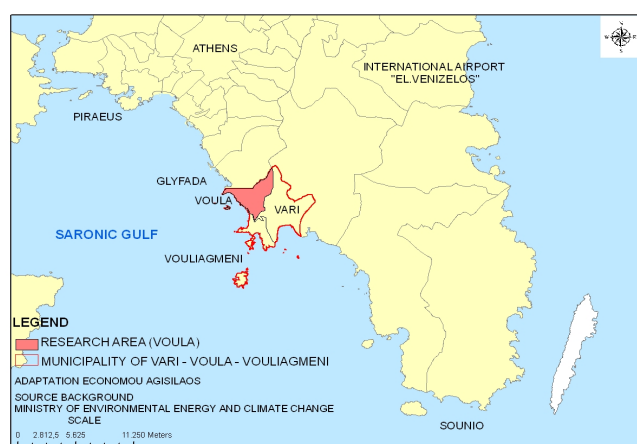 ATHENS
INTERNATIONAL AIRPORT
"EL.VENIZELOS"
PIRAEUS
GLYFADA
VOULA
VARI
SARONIC GULF
VOULIAGMENI
LEGEND
RESEARCH AREA (VOULA)
MUNICIPALITY OF VARI - VOULA - VOULIAGMENI
ADAPTATION ECONOMOU AGISILAOS
SOURCE BACKGROUND
MINISTRY OF ENVIRONMENTAL ENERGY AND CLIMATE CHANGE
SCALE
0 2.812,5 5.625 11.250 Meters
SOUNIO